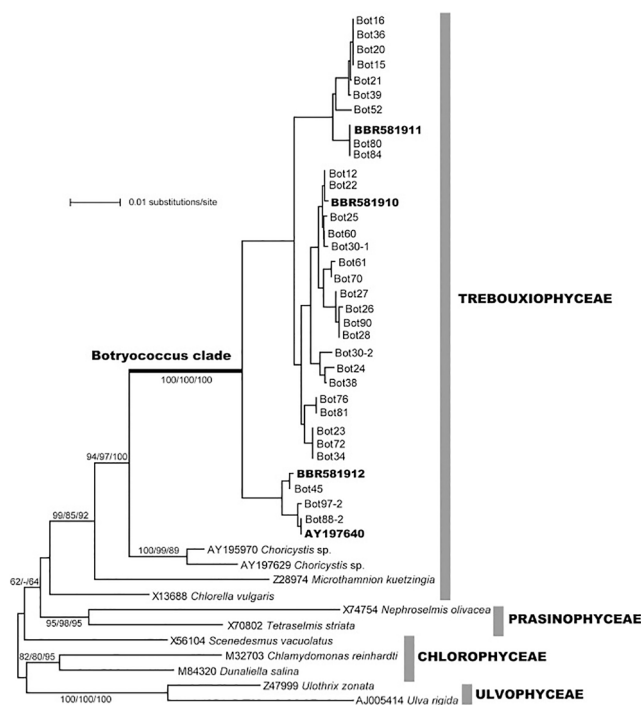 Bot16
Bot36
Bot20
Bot15
Bot21
Bot39
Bot52
BBR581911
Bot80
Bot84
Bot12
Bot22
BBR581910
0.01 substitutions/site
Bot25
Bot60
Bot30-1
Bot61
Bot70
Bot27
TREBOUXIOPHYCEAE
Bot26
Bot90
Bot28
Botryococcus clade
Bot30-2
Bot24
100/100/100
Bot38
Bot76
Bot81
Bot23
Bot72
Bot34
94/97/100
BBR581912
Bot45
Bot97-2
99/85/92
Bot88-2
AY197640
100/99/89
AY195970 Choricystis sp.
AY197629 Choricystis sp.
62/-/64
Z28974 Microthamnion kuetzingia
X13688 Chlorella vulgaris
X74754 Nephroselmis olivacea
PRASINOPHYCEAE
95/98/95
X70802 Tetraselmis striata
X56104 Scenedesmus vacuolatus
82/80/95
M32703 Chlamydomonas reinhardti
CHLOROPHYCEAE
M84320 Dunaliella salina
Z47999 Ulothrix zonata
ULVOPHYCEAE
100/100/100
AJ005414 Ulva rigida